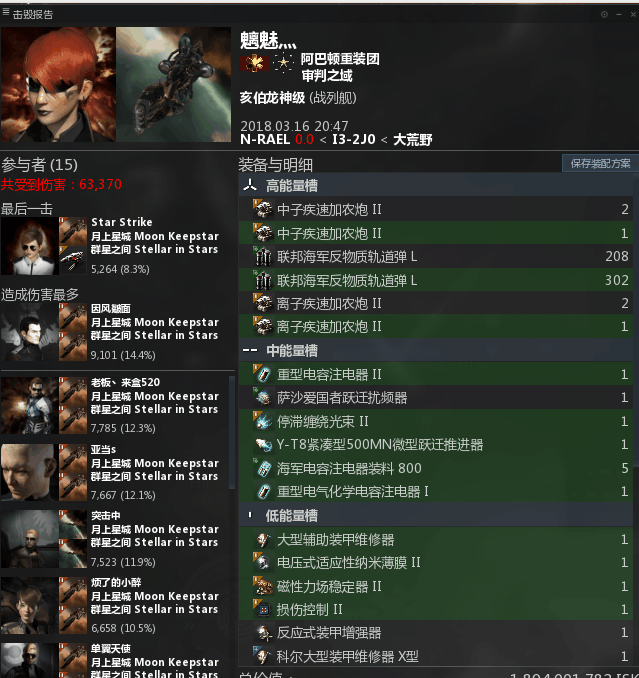 击毁报告
魑魅灬
阿巴顿重装团
审判之域
亥伯龙神级 (战列舰)
2018.03.16 20:47
N-RAEL 0.0 < I3-2J0 < 大荒野
参与者 (15)
共受到伤害：63,370
最后一击
Star Strike
月上星城 Moon Keepstar
群星之间 Stellar in Stars
5,264 (8.3%)
造成伤害最多
因风皺面
月上星城 Moon Keepstar
群星之间 Stellar in Stars
9,101 (14.4%)
老板丶来盒520
月上星城 Moon Keepstar
群星之间 Stellar in Stars
7,785 (12.3%)
亚当s
月上星城 Moon Keepstar
群星之间 Stellar in Stars
7,667 (12.1%)
突击中
月上星城 Moon Keepstar
群星之间 Stellar in Stars
7,523 (11.9%)
烦了的小醉
月上星城 Moon Keepstar
群星之间 Stellar in Stars
6,658 (10.5%)
单翼天使
月上星城 Moon Keepstar
群星之间 Stellar in Stars
装备与明细
保存装配方案
高能量槽
中子疾速加农炮 II 2
中子疾速加农炮 II 1
联邦海军反物质轨道弹 L 208
联邦海军反物质轨道弹 L 302
离子疾速加农炮 II 2
离子疾速加农炮 II 1
中能量槽
重型电容注电器 II 1
萨沙爱国者跃迁扰频器 1
停滞缠绕光束 II 1
Y-T8紧凑型500MN微型跃迁推进器 1
海军电容注电器装料 800 5
重型电气化学电容注电器 I 1
低能量槽
大型辅助装甲维修器 1
电压式适应性纳米薄膜 II 1
磁性力场稳定器 II 1
损伤控制 II 1
反应式装甲增强器 1
科尔大型装甲维修器 X型 1
总价值：